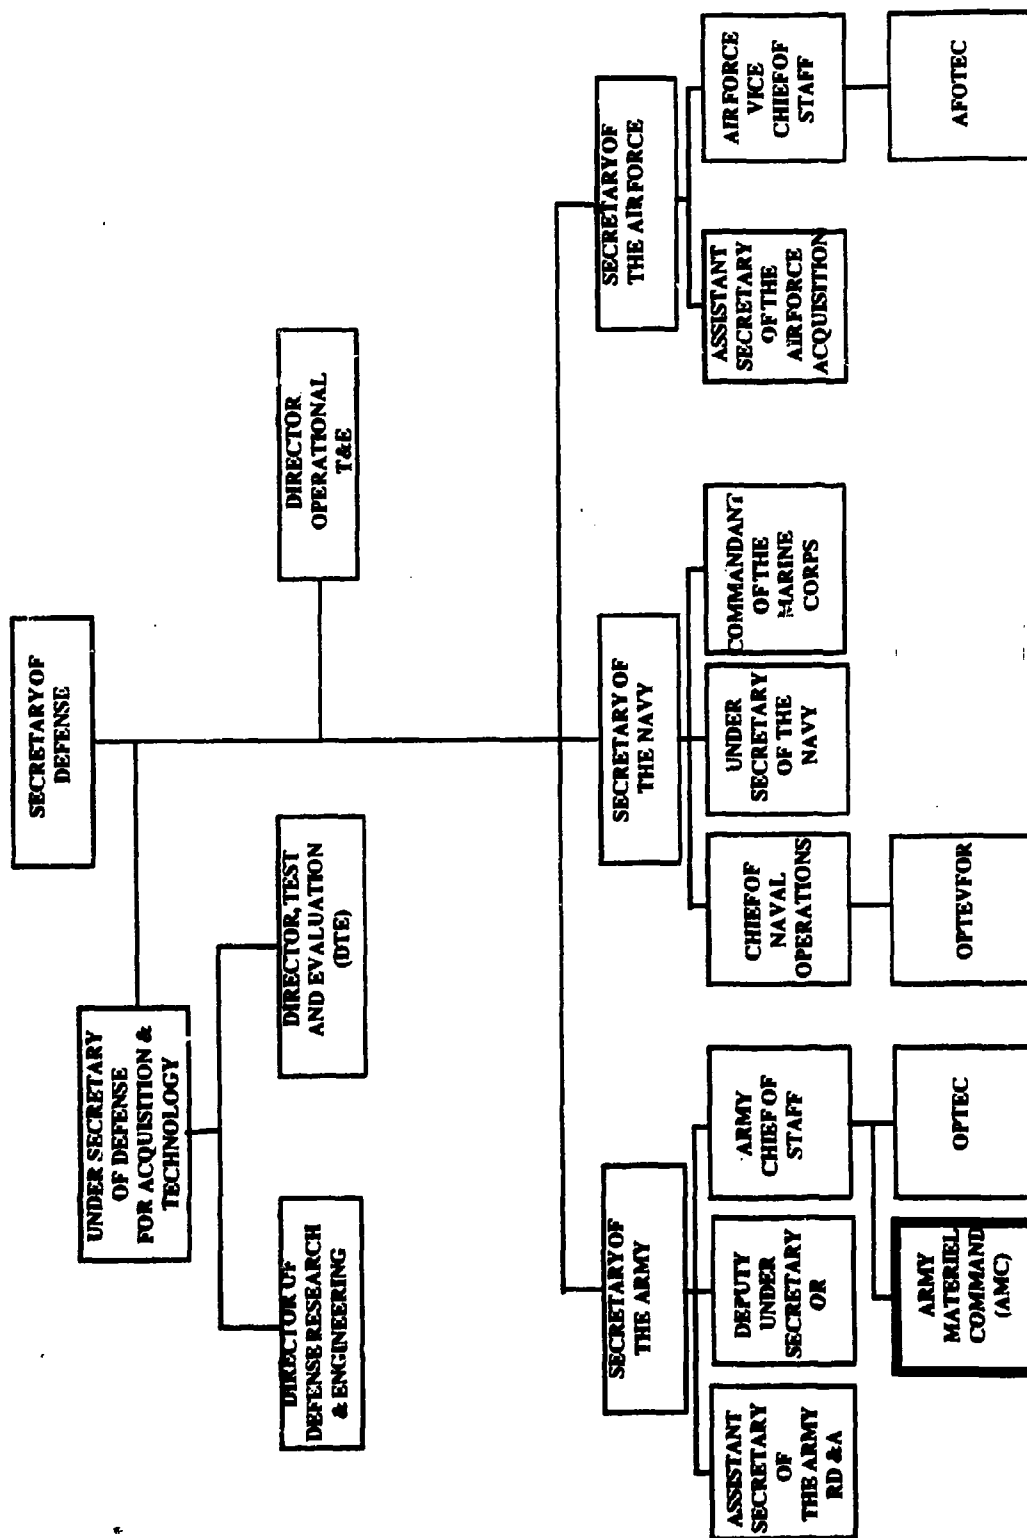 SECRETARY OF
DEFENSE
UNDER SECRETARY
OF DEFENSE
FOR ACQUISITION &
TECHNOLOGY
DIRECTOR OF
DEFENSE RESEARCH
& ENGINEERING
DIRECTOR, TEST
AND EVALUATION
(DTE)
DIRECTOR
OPERATIONAL
T&E
SECRETARY OF
THE ARMY
SECRETARY OF
THE NAVY
SECRETARY OF
THE AIR FORCE
ASSISTANT
SECRETARY
OF
THE ARMY
RD &A
DEPUTY
UNDER
SECRETARY
OR
ARMY
CHIEF OF
STAFF
CHIEF OF
NAVAL
OPERATIONS
UNDER
SECRETARY
OF THE
NAVY
COMMANDANT
OF THE
MARINE
CORPS
ASSISTANT
SECRETARY
OF THE
AIR FORCE
ACQUISITION
AIR FORCE
VICE
CHIEF OF
STAFF
ARMY
MATERIEL
COMMAND
(AMC)
OPTEC
OPTEVFOR
AFOTEC